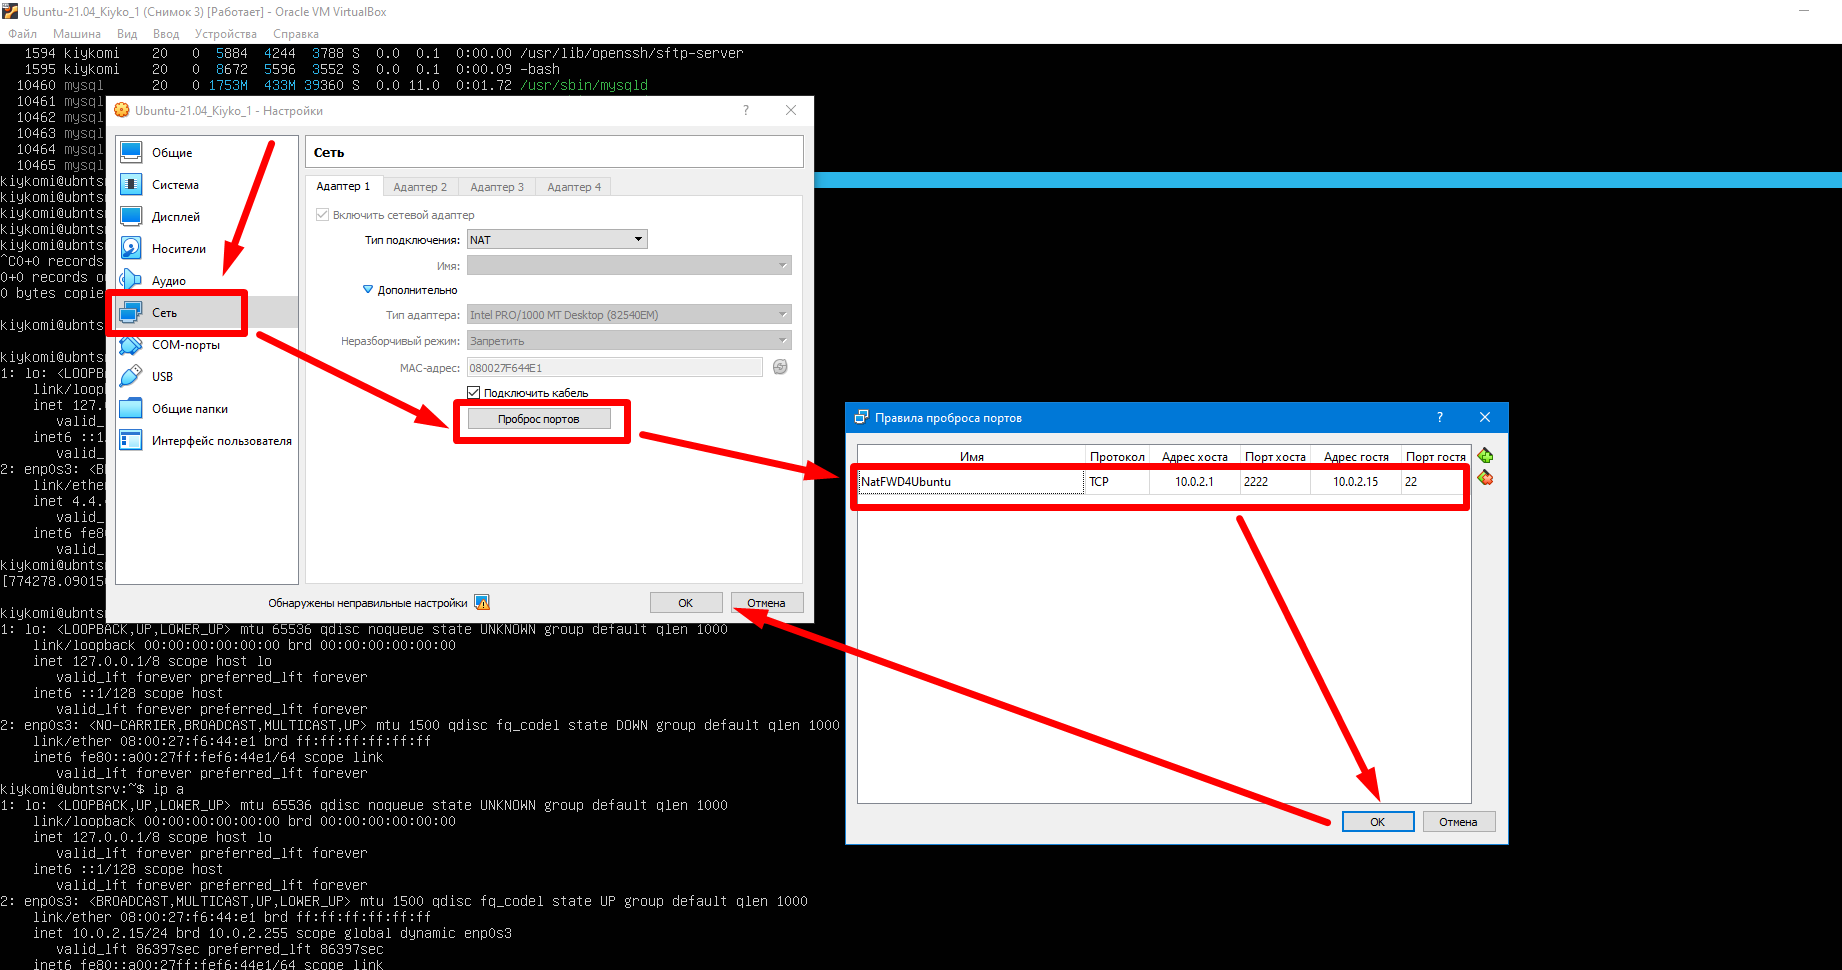 Ubuntu-21.04_Kiyko_1 (Снимок 3) [Работает] - Oracle VM VirtualBox
Файл Машина Вид Ввод Устройства Справка
1594 kiykomi 20 0 5884 4244 3788 S 0.0 0.1 0:00.00 /usr/lib/openssh/sftp-server
1595 kiykomi 20 0 8672 5596 3552 S 0.0 0.1 0:00.09 -bash
10460 mysql 20 0 1753M 433M 39360 S 0.0 11.0 0:01.72 /usr/sbin/mysqld
10461 mysql
10462 mysql
10463 mysql
10464 mysql
10465 mysql
kiykomi@ubntsr
kiykomi@ubntsr
kiykomi@ubntsr
kiykomi@ubntsr
kiykomi@ubntsr
^C0+0 records
0+0 records o
0 bytes copie
kiykomi@ubnts
kiykomi@ubnts
1: lo: <LOOPB
link/loop
inet 127.
valid_
inet6 ::1
valid_
2: enp0s3: <B
link/ether
inet 4.4.
valid_
inet6 fe8
valid_
kiykomi@ubnts
[774278.09015
Ubuntu-21.04_Kiyko_1 - Настройки
?
Общие
Система
Дисплей
Носители
Аудио
Сеть
COM-порты
USB
Общие папки
Интерфейс пользователя
Сеть
Адаптер 1 Адаптер 2 Адаптер 3 Адаптер 4
Включить сетевой адаптер
Тип подключения: NAT
Имя:
Дополнительно
Тип адаптера: Intel PRO/1000 MT Desktop (82540EM)
Неразборчивый режим: Запретить
MAC-адрес: 080027F644E1
Подключить кабель
Проброс портов
Обнаружены неправильные настройки
OK Отмена
Правила проброса портов
?
Имя Протокол Адрес хоста Порт хоста Адрес гостя Порт гостя
NatFWD4Ubuntu TCP 10.0.2.1 2222 10.0.2.15 22
OK Отмена
kiykomi@ubnts
1: lo: <LOOPBACK,UP,LOWER_UP> mtu 65536 qdisc noqueue state UNKNOWN group default qlen 1000
link/loopback 00:00:00:00:00:00 brd 00:00:00:00:00:00
inet 127.0.0.1/8 scope host lo
valid_lft forever preferred_lft forever
inet6 ::1/128 scope host
valid_lft forever preferred_lft forever
2: enp0s3: <NO-CARRIER,BROADCAST,MULTICAST,UP> mtu 1500 qdisc fq_codel state DOWN group default qlen 1000
link/ether 08:00:27:f6:44:e1 brd ff:ff:ff:ff:ff:ff
inet6 fe80::a00:27ff:fef6:44e1/64 scope link
valid_lft forever preferred_lft forever
kiykomi@ubntsrv:~$ ip a
1: lo: <LOOPBACK,UP,LOWER_UP> mtu 65536 qdisc noqueue state UNKNOWN group default qlen 1000
link/loopback 00:00:00:00:00:00 brd 00:00:00:00:00:00
inet 127.0.0.1/8 scope host lo
valid_lft forever preferred_lft forever
inet6 ::1/128 scope host
valid_lft forever preferred_lft forever
2: enp0s3: <BROADCAST,MULTICAST,UP,LOWER_UP> mtu 1500 qdisc fq_codel state UP group default qlen 1000
link/ether 08:00:27:f6:44:e1 brd ff:ff:ff:ff:ff:ff
inet 10.0.2.15/24 brd 10.0.2.255 scope global dynamic enp0s3
valid_lft 86397sec preferred_lft 86397sec
inet6 fe80::a00:27ff:fef6:44e1/64 scope link